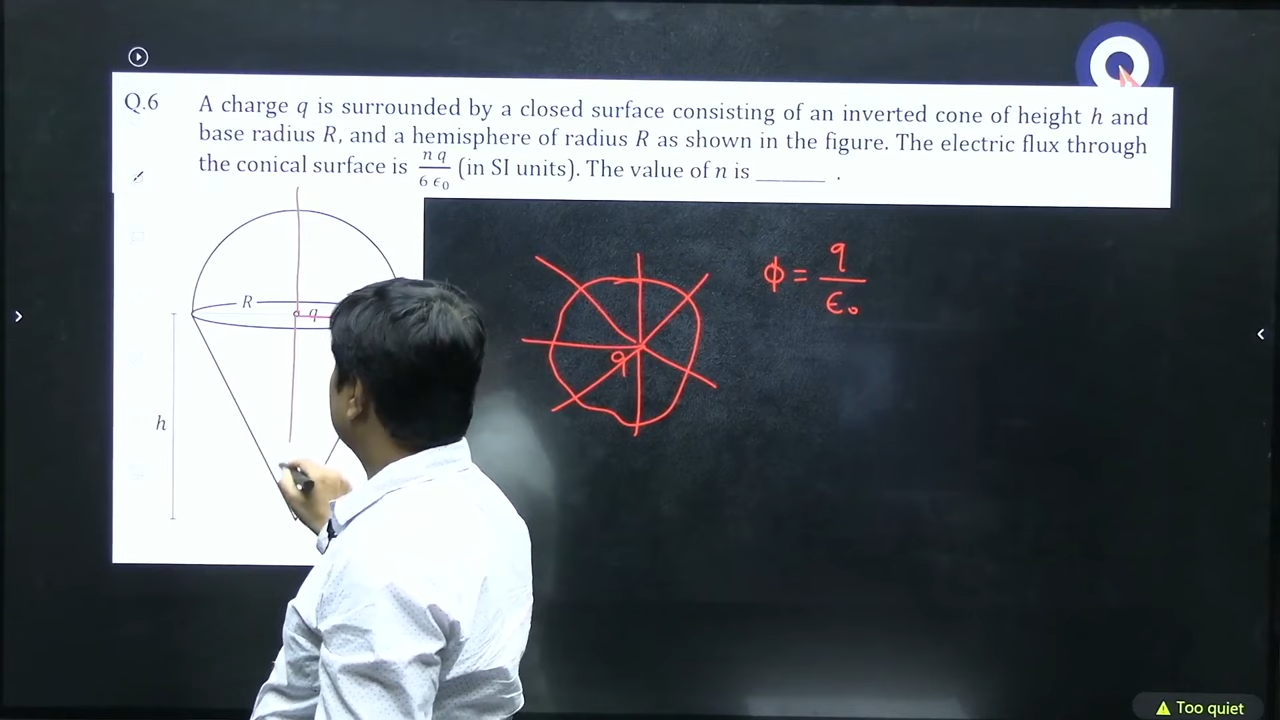 Q.6 A charge q is surrounded by a closed surface consisting of an inverted cone of height h and
base radius R, and a hemisphere of radius R as shown in the figure. The electric flux through
the conical surface is nq/6ϵ₀ (in SI units). The value of n is ______ .
R
q
h
q
ϕ = q/ϵ₀
Too quiet